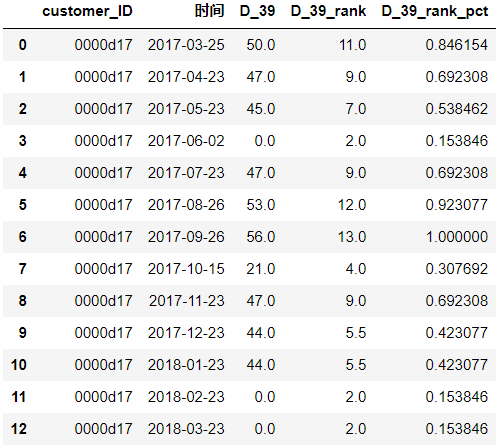 customer_ID 时间 D_39 D_39_rank D_39_rank_pct
0 0000d17 2017-03-25 50.0 11.0 0.846154
1 0000d17 2017-04-23 47.0 9.0 0.692308
2 0000d17 2017-05-23 45.0 7.0 0.538462
3 0000d17 2017-06-02 0.0 2.0 0.153846
4 0000d17 2017-07-23 47.0 9.0 0.692308
5 0000d17 2017-08-26 53.0 12.0 0.923077
6 0000d17 2017-09-26 56.0 13.0 1.000000
7 0000d17 2017-10-15 21.0 4.0 0.307692
8 0000d17 2017-11-23 47.0 9.0 0.692308
9 0000d17 2017-12-23 44.0 5.5 0.423077
10 0000d17 2018-01-23 44.0 5.5 0.423077
11 0000d17 2018-02-23 0.0 2.0 0.153846
12 0000d17 2018-03-23 0.0 2.0 0.153846